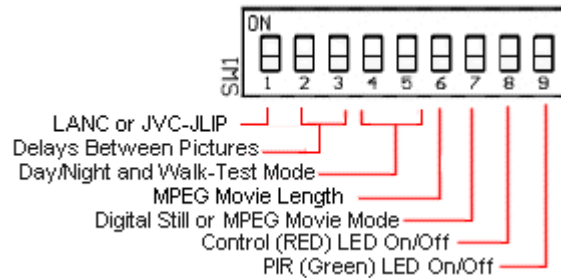 ON
SW1
1 2 3 4 5 6 7 8 9
LANC or JVC-JLIP
Delays Between Pictures
Day/Night and Walk-Test Mode
MPEG Movie Length
Digital Still or MPEG Movie Mode
Control (RED) LED On/Off
PIR (Green) LED On/Off